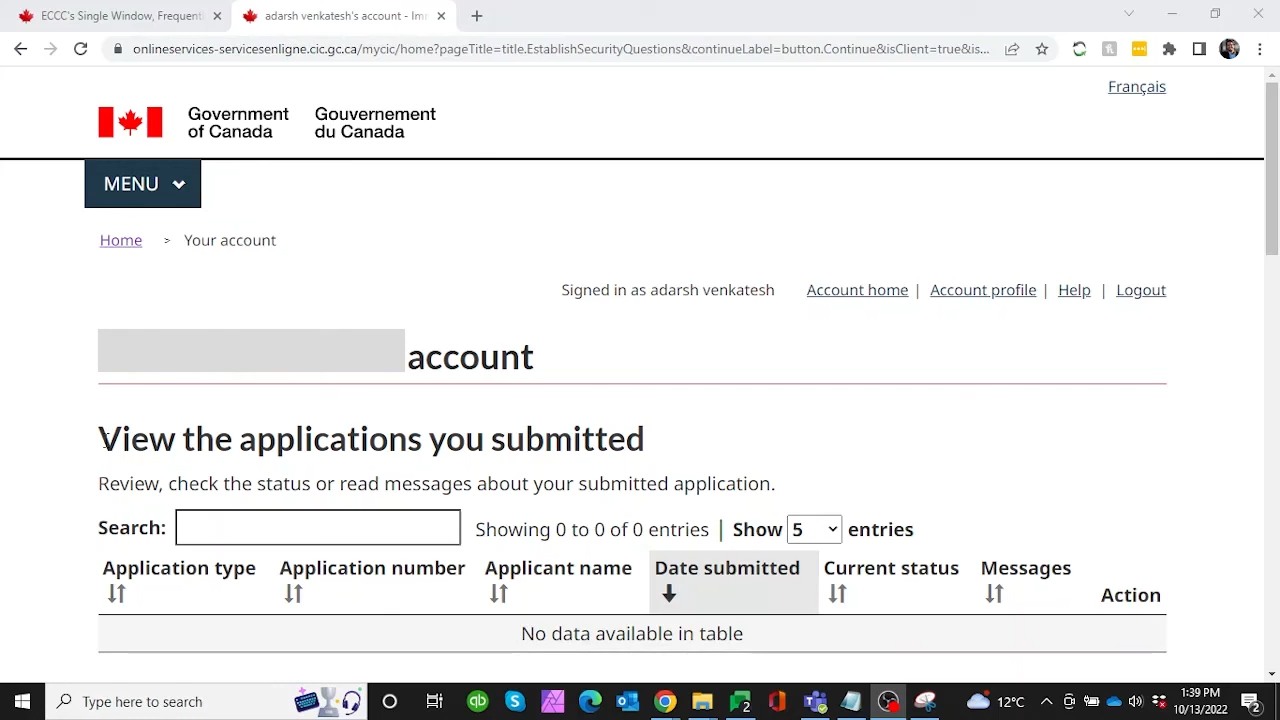 ECCC's Single Window, Frequent
adarsh venkatesh's account - Im
onlineservices-servicesenligne.cic.gc.ca/mycic/home?pageTitle=title.EstablishSecurityQuestions&continueLabel=button.Continue&isClient=true&is...
Français
Government of Canada
Gouvernement du Canada
MENU
Home > Your account
Signed in as adarsh venkatesh Account home | Account profile | Help | Logout
account
View the applications you submitted
Review, check the status or read messages about your submitted application.
Search: Showing 0 to 0 of 0 entries | Show 5 entries
Application type Application number Applicant name Date submitted Current status Messages Action
No data available in table
Type here to search
12°C
1:39 PM
10/13/2022
2